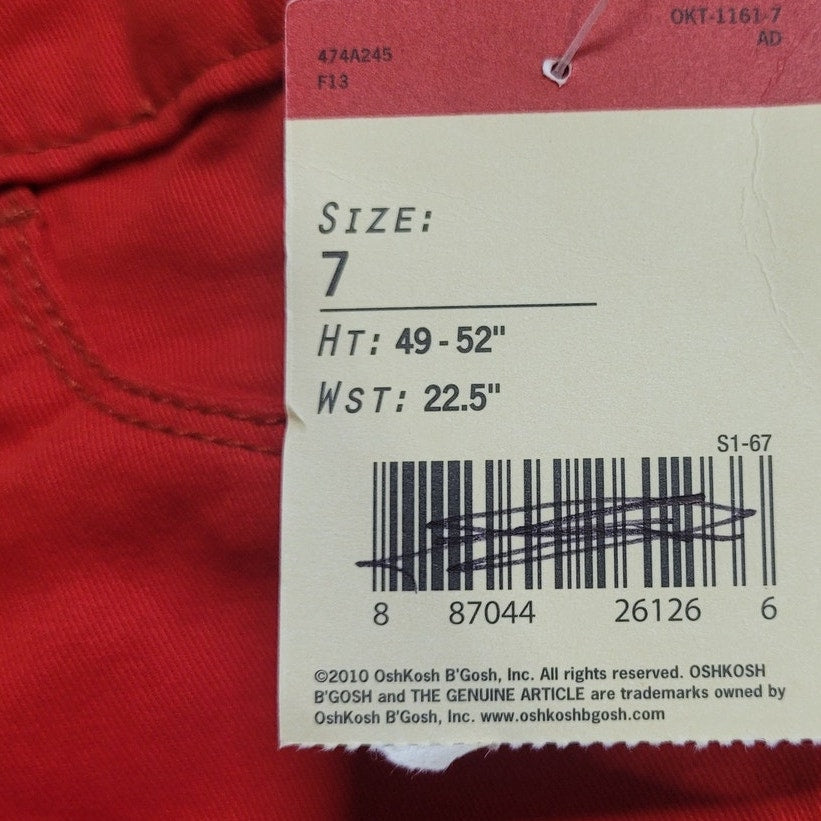 OKT-1161-7
AD
474A245
F13
SIZE:
7
HT: 49-52"
WST: 22.5"
S1-67
8 87044 26126 6
©2010 OshKosh B'Gosh, Inc. All rights reserved. OSHKOSH
B'GOSH and THE GENUINE ARTICLE are trademarks owned by
OshKosh B'Gosh, Inc. www.oshkoshbgosh.com